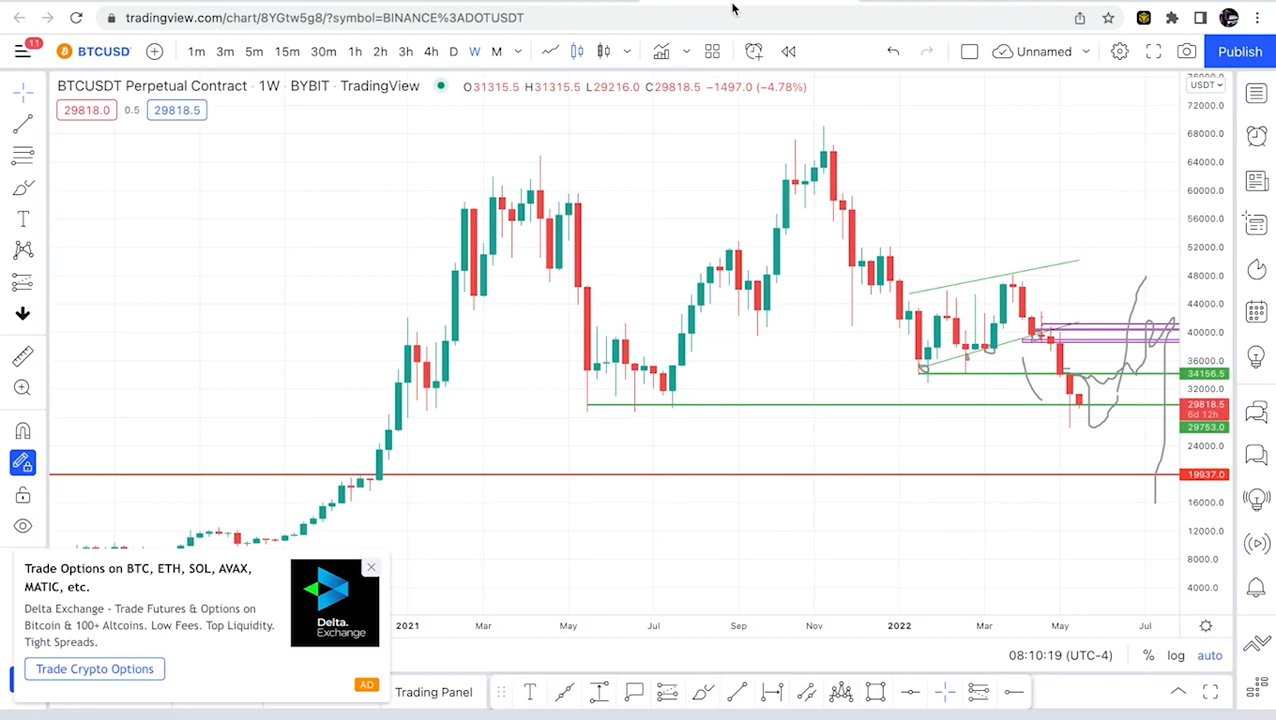 tradingview.com/chart/8YGtw5g8/?symbol=BINANCE%3ADOTUSDT
11 BTCUSD 1m 3m 5m 15m 30m 1h 2h 3h 4h D W M Unnamed Publish
BTCUSDT Perpetual Contract · 1W · BYBIT · TradingView O31315.5 H31315.5 L29216.0 C29818.5 −1497.0 (−4.78%) USDT
29818.0 0.5 29818.5
76000.0
72000.0
68000.0
64000.0
60000.0
56000.0
52000.0
48000.0
44000.0
40000.0
36000.0
34156.5
32000.0
29818.5
6d 12h
29753.0
24000.0
19937.0
16000.0
12000.0
8000.0
4000.0
Trade Options on BTC, ETH, SOL, AVAX,
MATIC, etc.
Delta Exchange - Trade Futures & Options on
Bitcoin & 100+ Altcoins. Low Fees. Top Liquidity.
Tight Spreads.
Trade Crypto Options
Delta.
Exchange
AD
2021 Mar May Jul Sep Nov 2022 Mar May Jul
08:10:19 (UTC-4) % log auto
Trading Panel